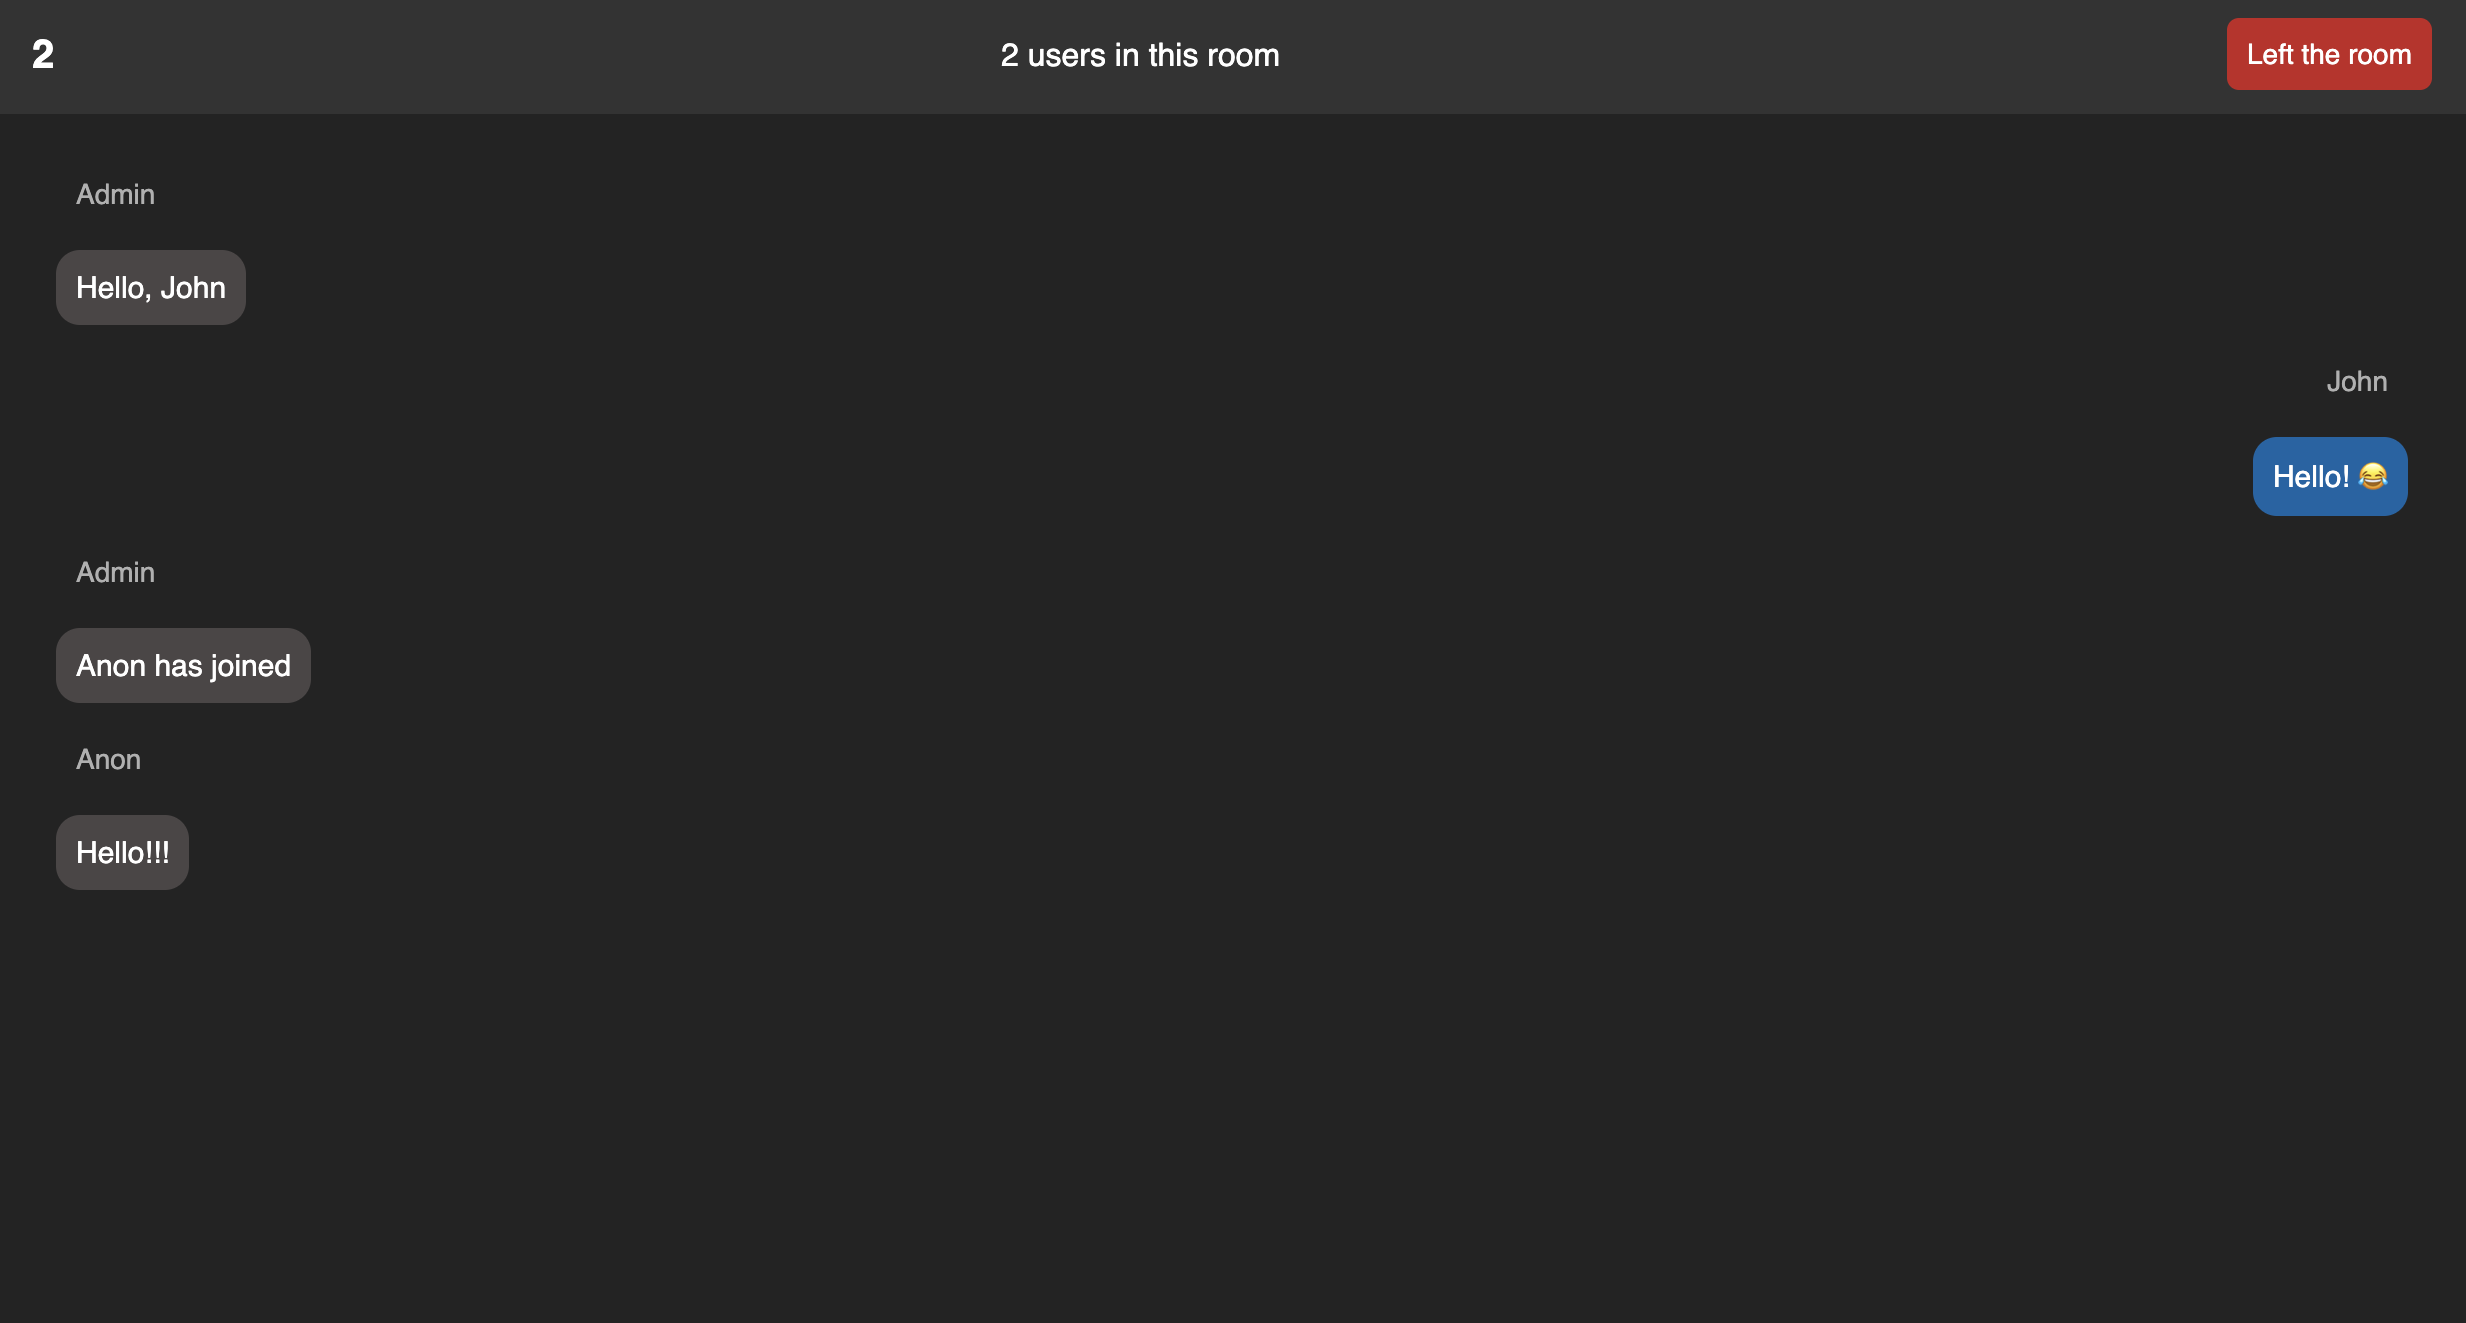 2
2 users in this room
Left the room
Admin
Hello, John
John
Hello! 😂
Admin
Anon has joined
Anon
Hello!!!